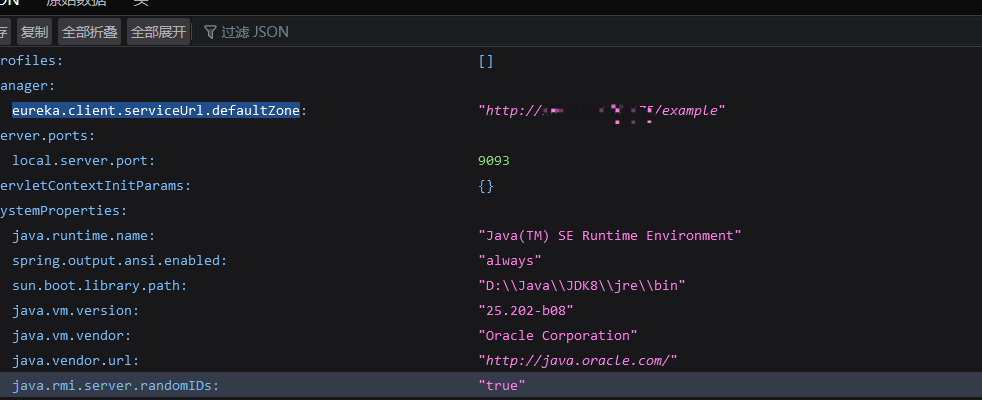 原始数据 头
存 复制 全部折叠 全部展开 过滤 JSON
rofiles: []
anager:
eureka.client.serviceUrl.defaultZone: "http:/ /example"
erver.ports:
local.server.port: 9093
ervletContextInitParams: {}
ystemProperties:
java.runtime.name: "Java(TM) SE Runtime Environment"
spring.output.ansi.enabled: "always"
sun.boot.library.path: "D:\\Java\\JDK8\\jre\\bin"
java.vm.version: "25.202-b08"
java.vm.vendor: "Oracle Corporation"
java.vendor.url: "http://java.oracle.com/"
java.rmi.server.randomIDs: "true"